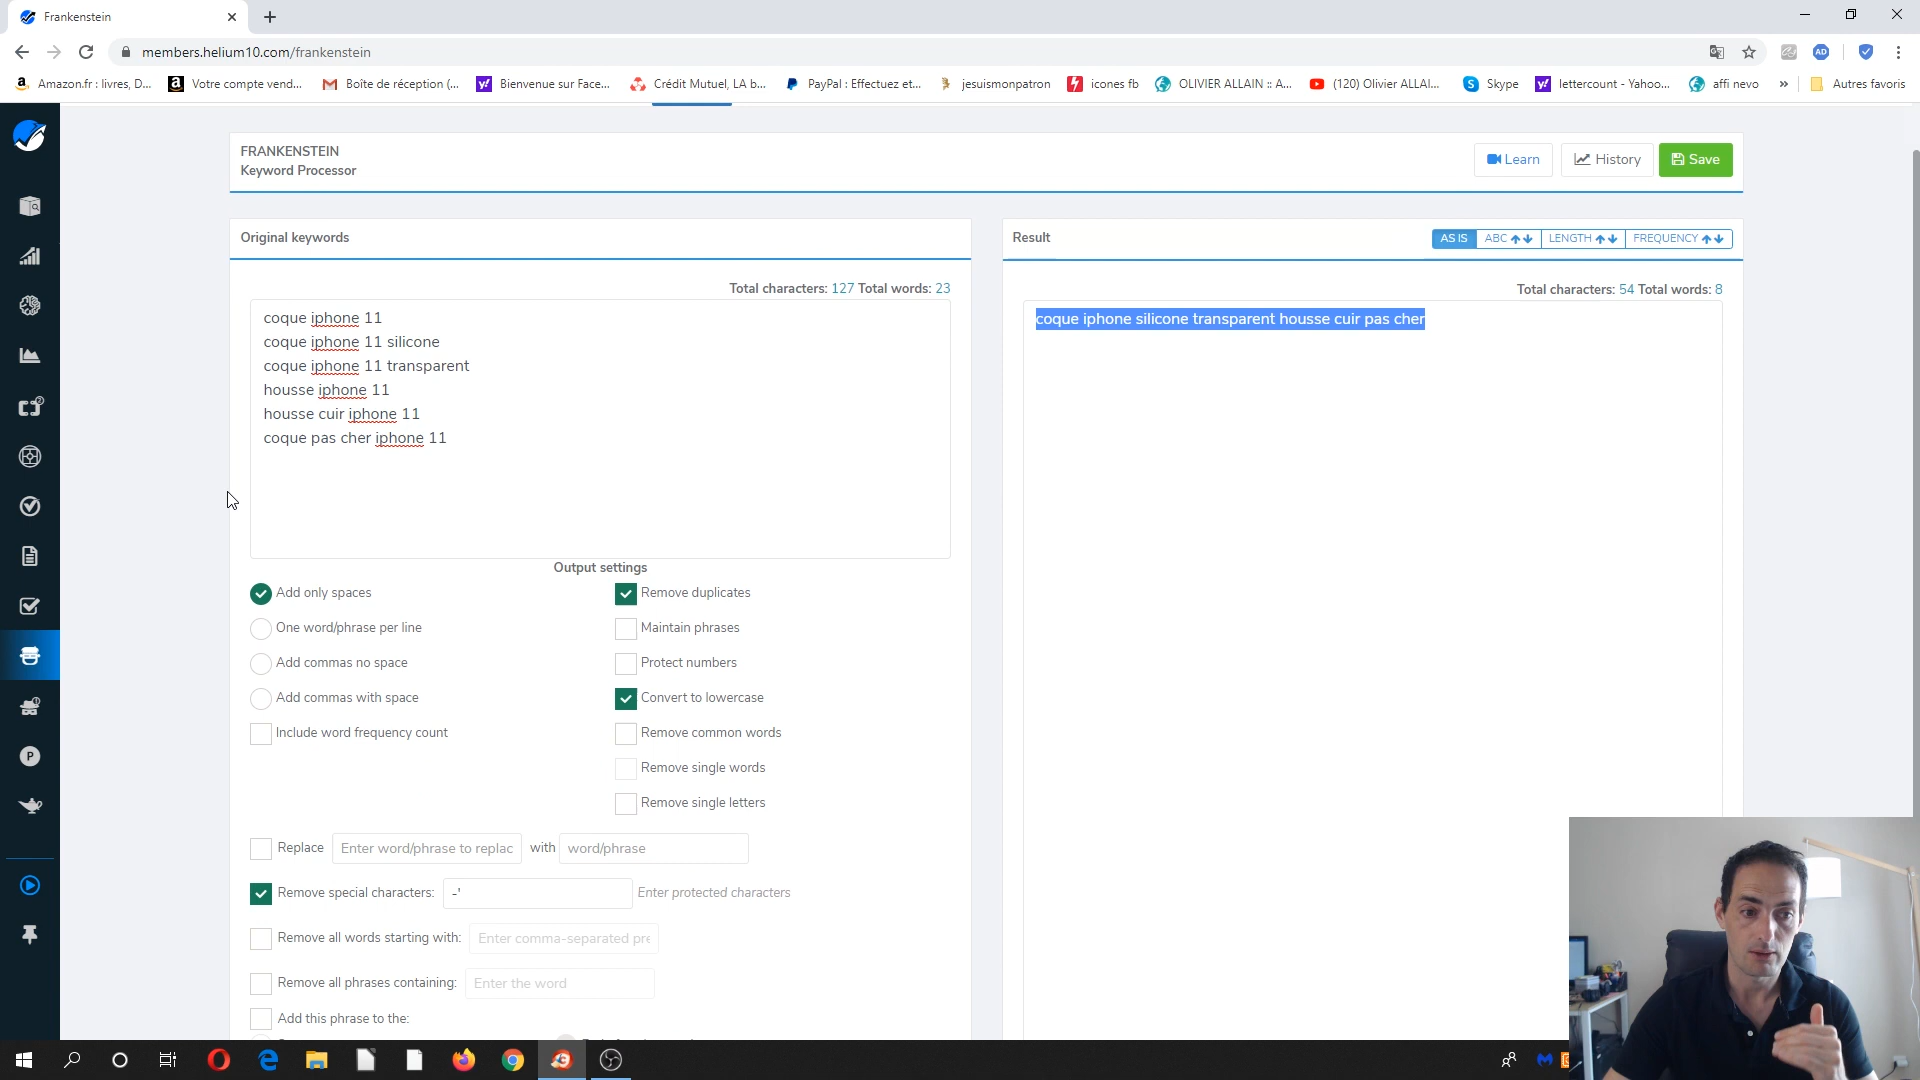 Frankenstein
members.helium10.com/frankenstein
Amazon.fr : livres, D...
Votre compte vend...
Boîte de réception (...
Bienvenue sur Face...
Crédit Mutuel, LA b...
PayPal : Effectuez et...
jesuismonpatron
icones fb
OLIVIER ALLAIN :: A...
(120) Olivier ALLAI...
Skype
lettercount - Yahoo...
affi nevo
»
Autres favoris
FRANKENSTEIN
Keyword Processor
Learn
History
Save
Original keywords
Total characters: 127 Total words: 23
coque iphone 11
coque iphone 11 silicone
coque iphone 11 transparent
housse iphone 11
housse cuir iphone 11
coque pas cher iphone 11
Result
AS IS
ABC
LENGTH
FREQUENCY
Total characters: 54 Total words: 8
coque iphone silicone transparent housse cuir pas cher
Output settings
Add only spaces
One word/phrase per line
Add commas no space
Add commas with space
Include word frequency count
Remove duplicates
Maintain phrases
Protect numbers
Convert to lowercase
Remove common words
Remove single words
Remove single letters
Replace
Enter word/phrase to replac
with
word/phrase
Remove special characters:
-'
Enter protected characters
Remove all words starting with:
Enter comma-separated pre
Remove all phrases containing:
Enter the word
Add this phrase to the: